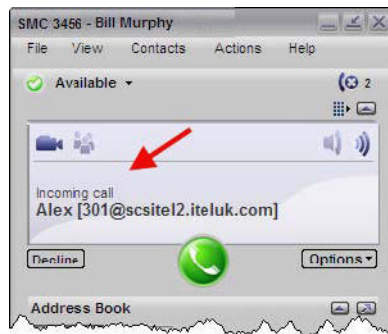 SMC 3456 - Bill Murphy
File View Contacts Actions Help
Available 2
Incoming call
Alex [301@scsitel2.iteluk.com]
Decline Options
Address Book